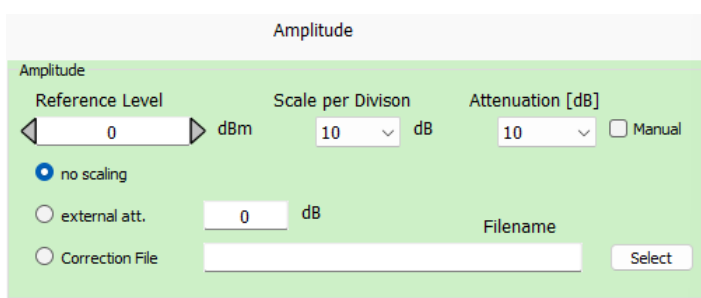 Amplitude
Amplitude
Reference Level Scale per Divison Attenuation [dB]
0 dBm 10 dB 10 Manual
no scaling
external att. 0 dB
Filename
Correction File Select